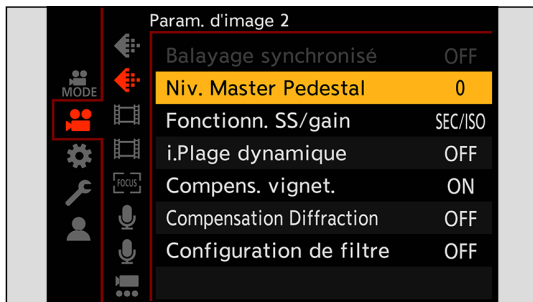 Param. d'image 2
Balayage synchronisé OFF
MODE
Niv. Master Pedestal 0
Fonctionn. SS/gain SEC/ISO
i.Plage dynamique OFF
FOCUS
Compens. vignet. ON
Compensation Diffraction OFF
Configuration de filtre OFF